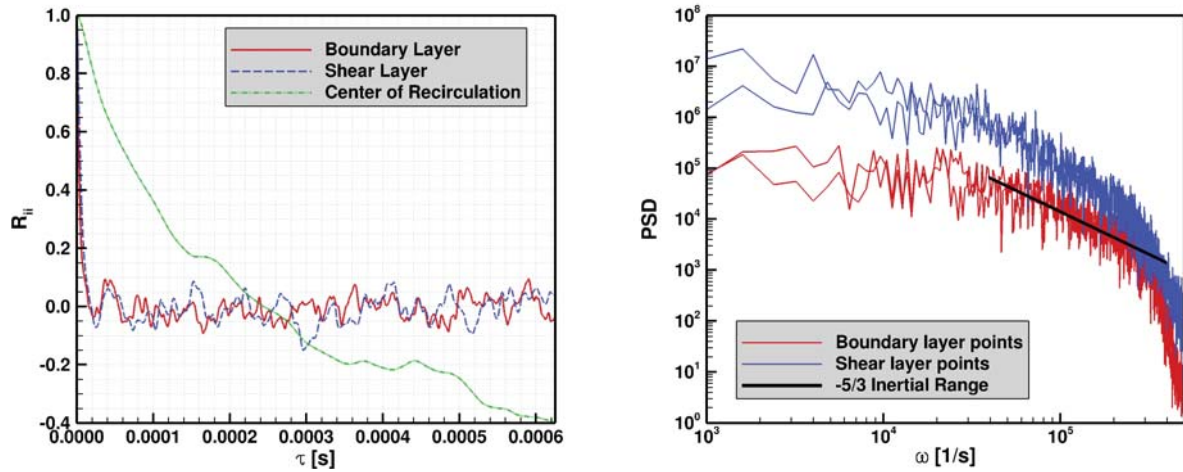 1.0
0.8
0.6
0.4
0.2
0.0
-0.2
-0.4
R_ii
0.0000 0.0001 0.0002 0.0003 0.0004 0.0005 0.0006
τ [s]
Boundary Layer
Shear Layer
Center of Recirculation
10^8
10^7
10^6
10^5
10^4
10^3
10^2
10^1
10^0
PSD
10^3 10^4 10^5
ω [1/s]
Boundary layer points
Shear layer points
-5/3 Inertial Range